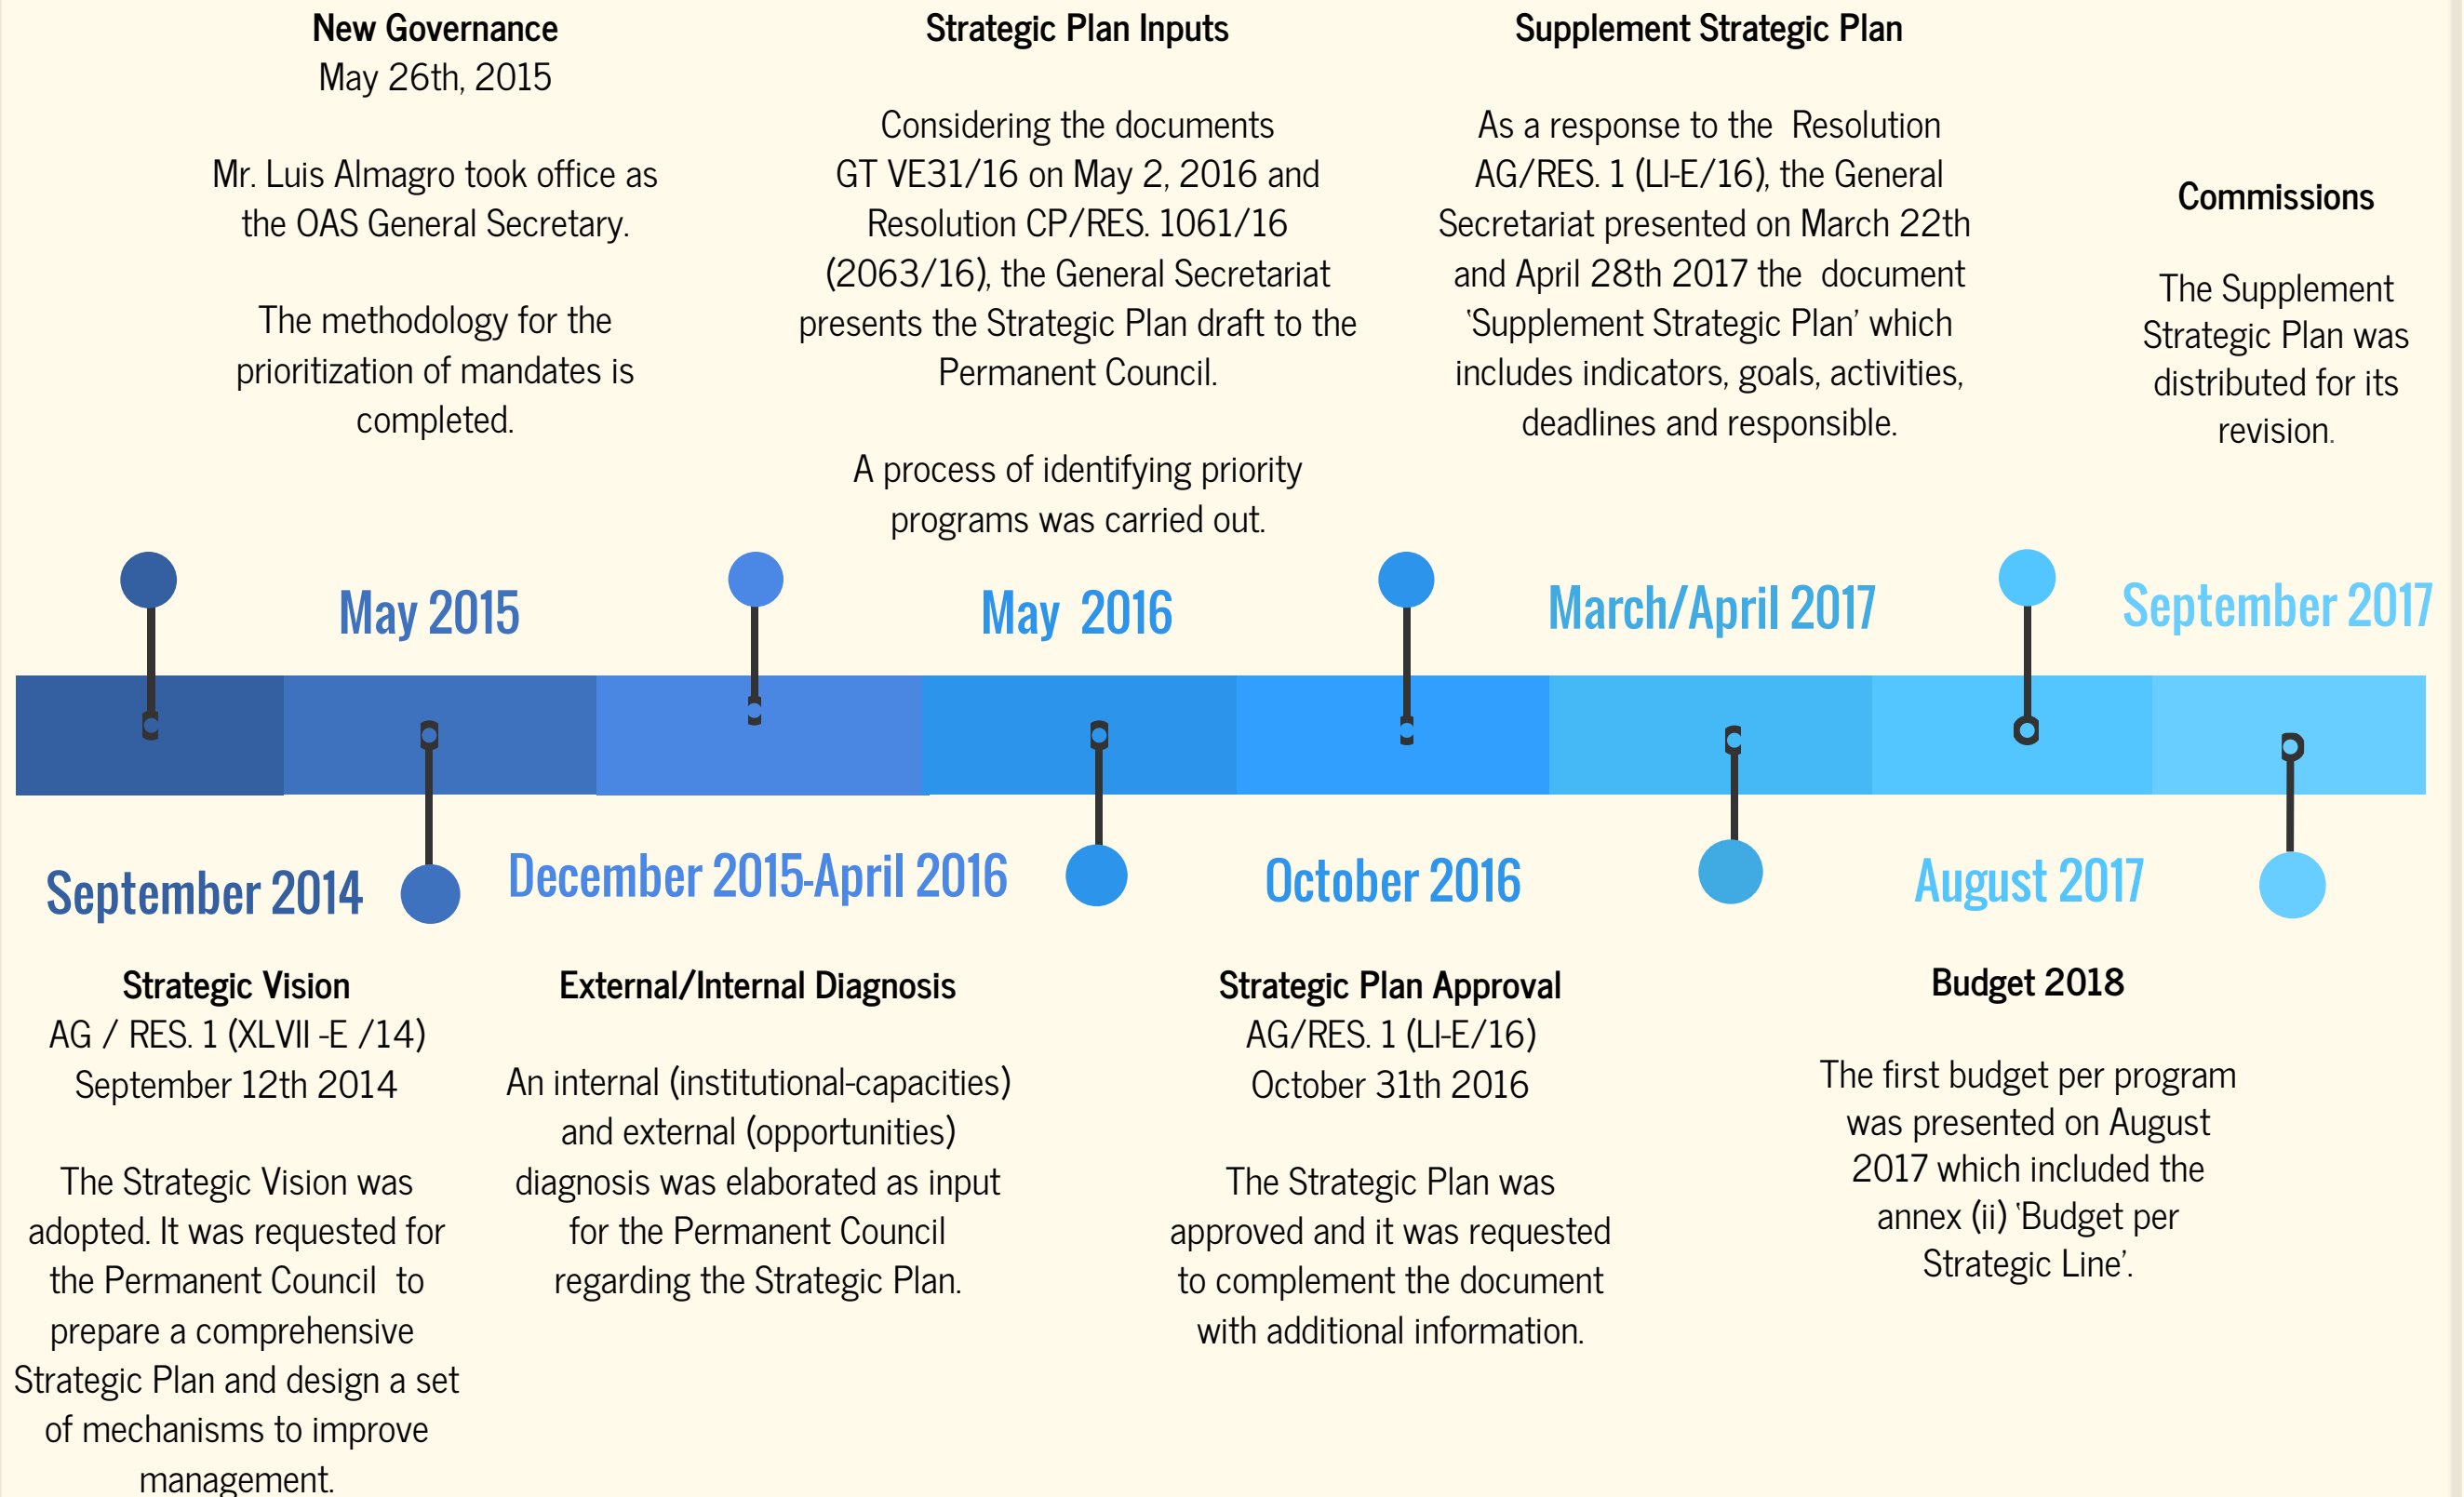 New Governance
May 26th, 2015
Mr. Luis Almagro took office as
the OAS General Secretary.
The methodology for the
prioritization of mandates is
completed.
Strategic Plan Inputs
Considering the documents
GT VE31/16 on May 2, 2016 and
Resolution CP/RES. 1061/16
(2063/16), the General Secretariat
presents the Strategic Plan draft to the
Permanent Council.
A process of identifying priority
programs was carried out.
Supplement Strategic Plan
As a response to the  Resolution
AG/RES. 1 (LI-E/16), the General
Secretariat presented on March 22th
and April 28th 2017 the  document
‛Supplement Strategic Plan’ which
includes indicators, goals, activities,
deadlines and responsible.
Commissions
The Supplement
Strategic Plan was
distributed for its
revision.
May 2015
May  2016
March/April 2017
September 2017
September 2014
December 2015-April 2016
October 2016
August 2017
Strategic Vision
AG / RES. 1 (XLVII -E /14)
September 12th 2014
The Strategic Vision was
adopted. It was requested for
the Permanent Council  to
prepare a comprehensive
Strategic Plan and design a set
of mechanisms to improve
management.
External/Internal Diagnosis
An internal (institutional-capacities)
and external (opportunities)
diagnosis was elaborated as input
for the Permanent Council
regarding the Strategic Plan.
Strategic Plan Approval
AG/RES. 1 (LI-E/16)
October 31th 2016
The Strategic Plan was
approved and it was requested
to complement the document
with additional information.
Budget 2018
The first budget per program
was presented on August
2017 which included the
annex (ii) ‛Budget per
Strategic Line’.